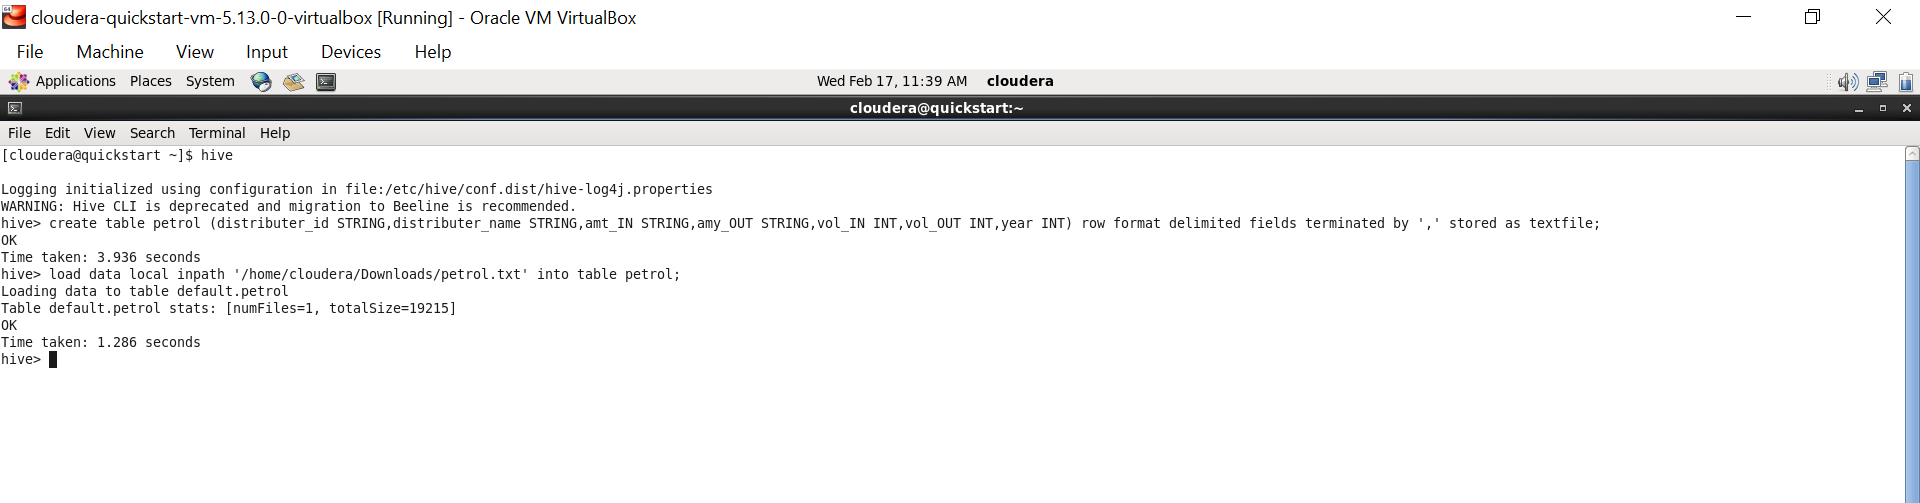 cloudera-quickstart-vm-5.13.0-0-virtualbox [Running] - Oracle VM VirtualBox
File Machine View Input Devices Help
Applications Places System Wed Feb 17, 11:39 AM cloudera
cloudera@quickstart:~
File Edit View Search Terminal Help
[cloudera@quickstart ~]$ hive
Logging initialized using configuration in file:/etc/hive/conf.dist/hive-log4j.properties
WARNING: Hive CLI is deprecated and migration to Beeline is recommended.
hive> create table petrol (distributer_id STRING,distributer_name STRING,amt_IN STRING,amy_OUT STRING,vol_IN INT,vol_OUT INT,year INT) row format delimited fields terminated by ',' stored as textfile;
OK
Time taken: 3.936 seconds
hive> load data local inpath '/home/cloudera/Downloads/petrol.txt' into table petrol;
Loading data to table default.petrol
Table default.petrol stats: [numFiles=1, totalSize=19215]
OK
Time taken: 1.286 seconds
hive>